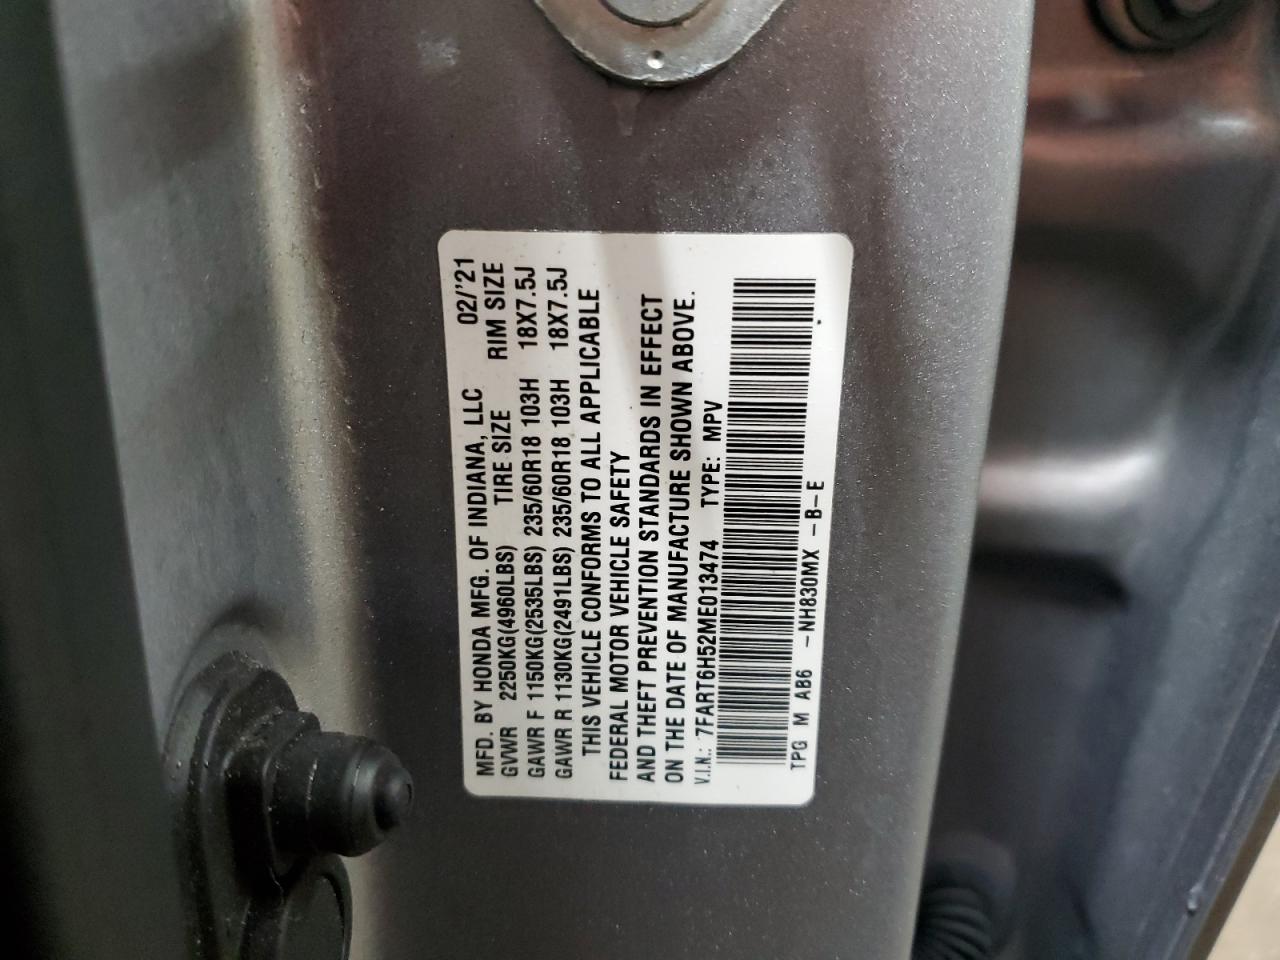 MFD. BY HONDA MFG. OF INDIANA, LLC 02/'21
GVWR 2250KG(4960LBS) TIRE SIZE RIM SIZE
GAWR F 1150KG(2535LBS) 235/60R18 103H 18X7.5J
GAWR R 1130KG(2491LBS) 235/60R18 103H 18X7.5J
THIS VEHICLE CONFORMS TO ALL APPLICABLE
FEDERAL MOTOR VEHICLE SAFETY
AND THEFT PREVENTION STANDARDS IN EFFECT
ON THE DATE OF MANUFACTURE SHOWN ABOVE.
V.I.N.: 7FART6H52ME013474 TYPE: MPV
TPG M AB6 -NH830MX -B-E